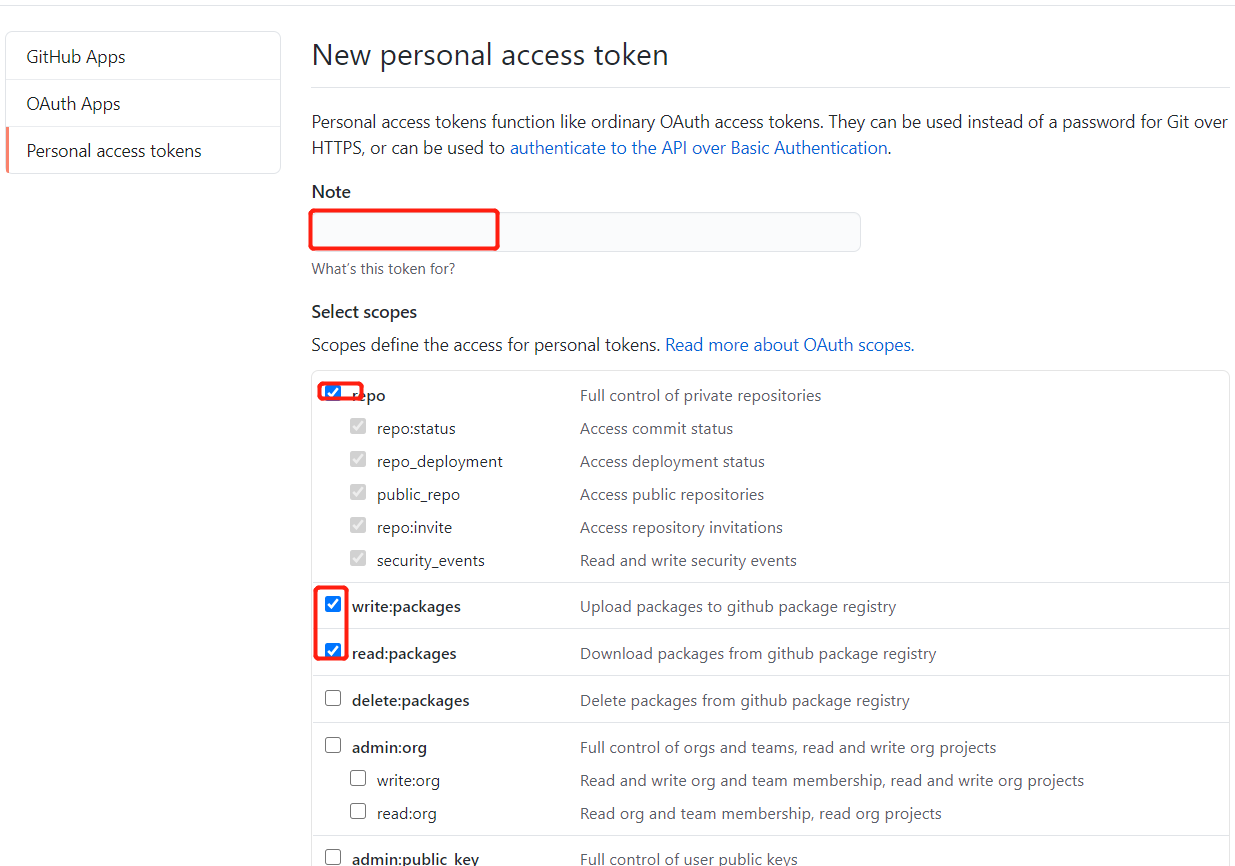 GitHub Apps
OAuth Apps
Personal access tokens
New personal access token
Personal access tokens function like ordinary OAuth access tokens. They can be used instead of a password for Git over
HTTPS, or can be used to authenticate to the API over Basic Authentication.
Note
What's this token for?
Select scopes
Scopes define the access for personal tokens. Read more about OAuth scopes.
repo Full control of private repositories
repo:status Access commit status
repo_deployment Access deployment status
public_repo Access public repositories
repo:invite Access repository invitations
security_events Read and write security events
write:packages Upload packages to github package registry
read:packages Download packages from github package registry
delete:packages Delete packages from github package registry
admin:org Full control of orgs and teams, read and write org projects
write:org Read and write org and team membership, read and write org projects
read:org Read org and team membership, read org projects
admin:public_key Full control of user public keys